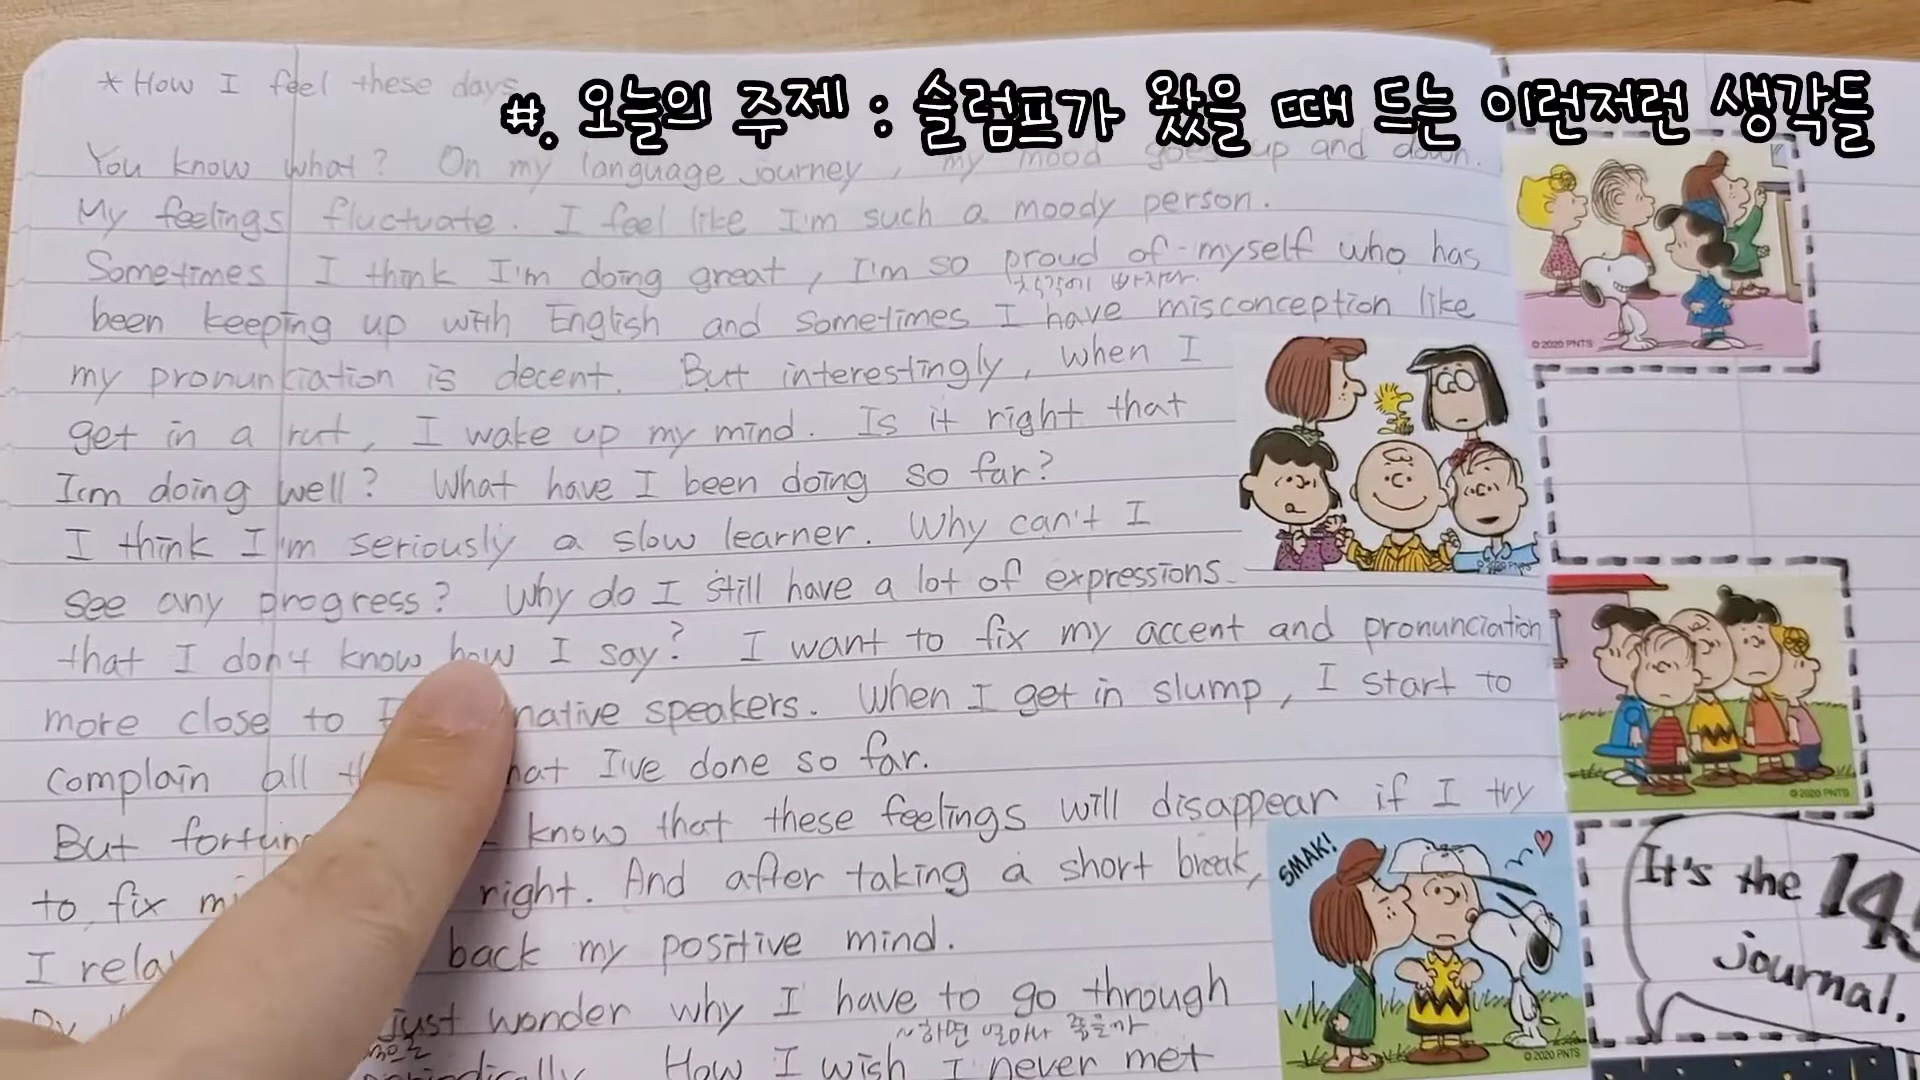 * How I feel these days
#. 오늘의 주제 : 슬럼프가 왔을 때 드는 이런저런 생각들
You know what? On my language journey, my mood goes up and down.
My feelings fluctuate. I feel like I'm such a moody person.
Sometimes I think I'm doing great, I'm so proud of myself who has
착각에 빠지다.
been keeping up with English and sometimes I have misconception like
my pronunciation is decent. But interestingly, when I
get in a rut, I wake up my mind. Is it right that
I'm doing well? What have I been doing so far?
I think I'm seriously a slow learner. Why can't I
see any progress? Why do I still have a lot of expressions
that I don't know how I say? I want to fix my accent and pronunciation
more close to native speakers. When I get in slump, I start to
complain all I've done so far.
But know that these feelings will disappear if I try
to fix right. And after taking a short break,
I back my positive mind.
just wonder why I have to go through
~하면 얼마나 좋을까
How I wish I never met
SMAK!
It's the
journal.
© 2020 PNTS
© 2020 PNTS
© 2020 PNTS
© 2020 PNTS